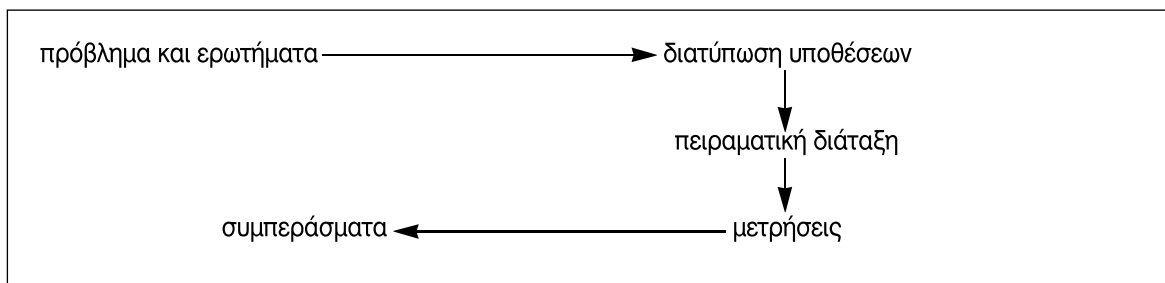 πρόβλημα και ερωτήματα διατύπωση υποθέσεων
πειραματική διάταξη
συμπεράσματα μετρήσεις